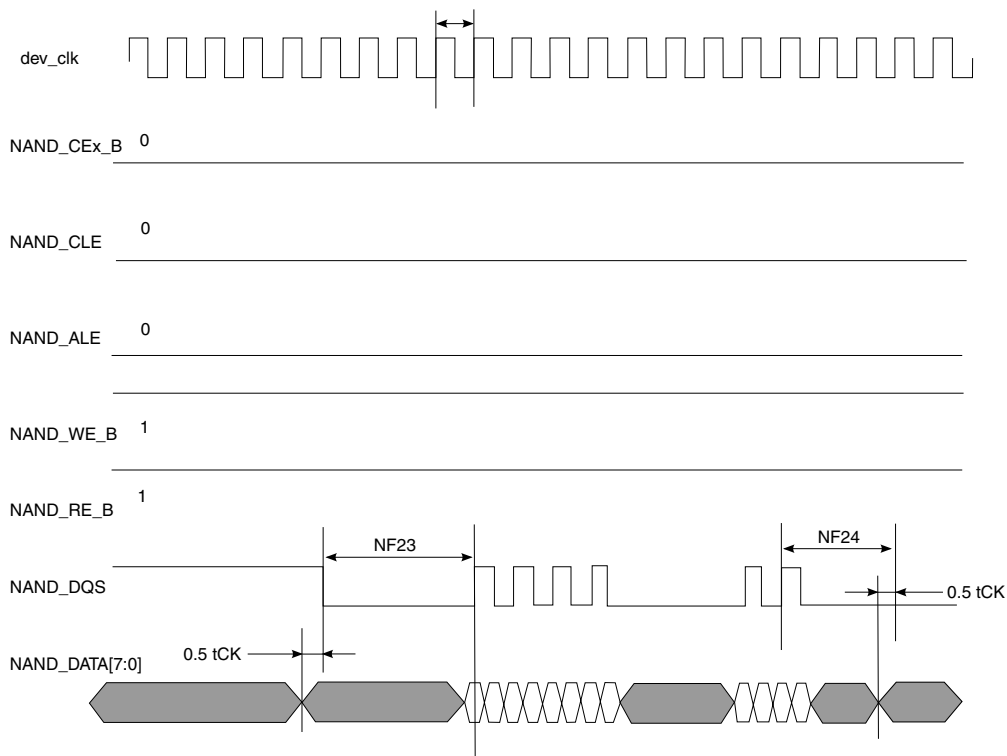 dev_clk
NAND_CEx_B 0
NAND_CLE 0
NAND_ALE 0
NAND_WE_B 1
NAND_RE_B 1
NF23
NF24
NAND_DQS
0.5 tCK
NAND_DATA[7:0]
0.5 tCK